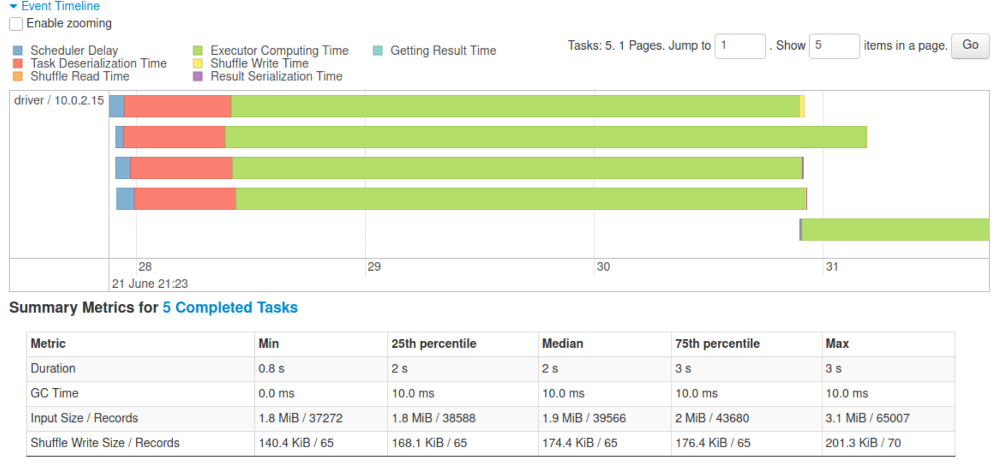 Event Timeline
Enable zooming
Tasks: 5. 1 Pages. Jump to 1 . Show 5 items in a page. Go
Scheduler Delay Executor Computing Time Getting Result Time
Task Deserialization Time Shuffle Write Time
Shuffle Read Time Result Serialization Time
driver / 10.0.2.15
28 29 30 31
21 June 21:23
Summary Metrics for 5 Completed Tasks
Metric Min 25th percentile Median 75th percentile Max
Duration 0.8 s 2 s 2 s 3 s 3 s
GC Time 0.0 ms 10.0 ms 10.0 ms 10.0 ms 10.0 ms
Input Size / Records 1.8 MiB / 37272 1.8 MiB / 38588 1.9 MiB / 39566 2 MiB / 43680 3.1 MiB / 65007
Shuffle Write Size / Records 140.4 KiB / 65 168.1 KiB / 65 174.4 KiB / 65 176.4 KiB / 65 201.3 KiB / 70